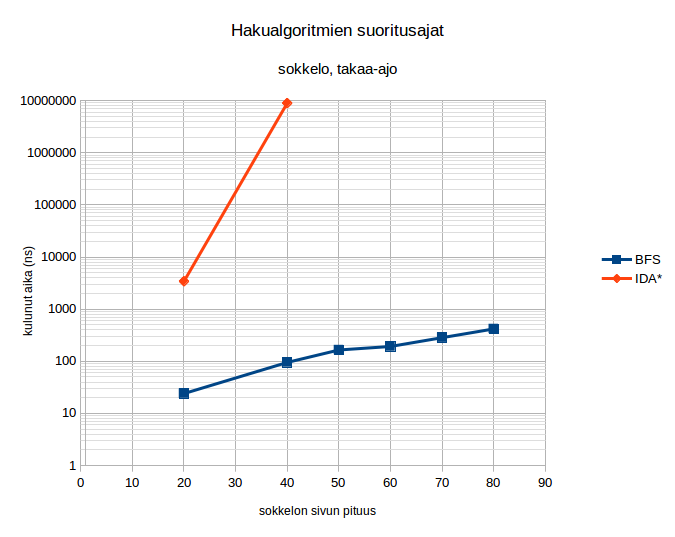 Hakualgoritmien suoritusajat
sokkelo, takaa-ajo
10000000
1000000
100000
10000
1000
100
10
1
kulunut aika (ns)
0 10 20 30 40 50 60 70 80 90
sokkelon sivun pituus
BFS
IDA*